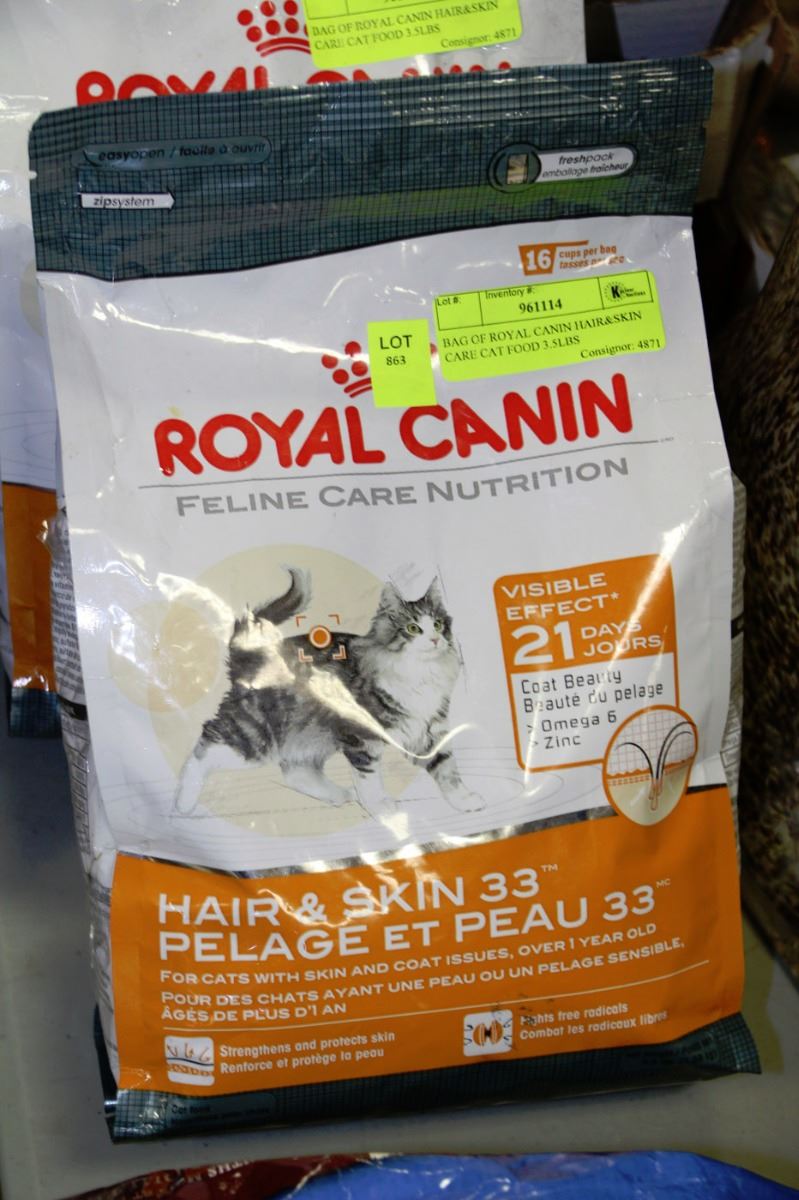 BAG OF ROYAL CANIN HAIR&SKIN
CARE CAT FOOD 3.5LBS
Consignor: 4871
ROYAL CANIN
easyopen / facile à ouvrir
zipsystem
freshpack
emballage fraîcheur
16 cups per bag
tasses
Lot #:
Inventory #:
961114
BAG OF ROYAL CANIN HAIR&SKIN
CARE CAT FOOD 3.5LBS
Consignor: 4871
LOT
863
ROYAL CANIN
FELINE CARE NUTRITION
VISIBLE
EFFECT*
21 DAYS
JOURS
Coat Beauty
Beauté du pelage
> Omega 6
> Zinc
HAIR & SKIN 33™
PELAGE ET PEAU 33MC
FOR CATS WITH SKIN AND COAT ISSUES, OVER 1 YEAR OLD
POUR DES CHATS AYANT UNE PEAU OU UN PELAGE SENSIBLE,
ÂGÉS DE PLUS D'1 AN
Strengthens and protects skin
Renforce et protège la peau
Fights free radicals
Combat les radicaux libres
Cat food